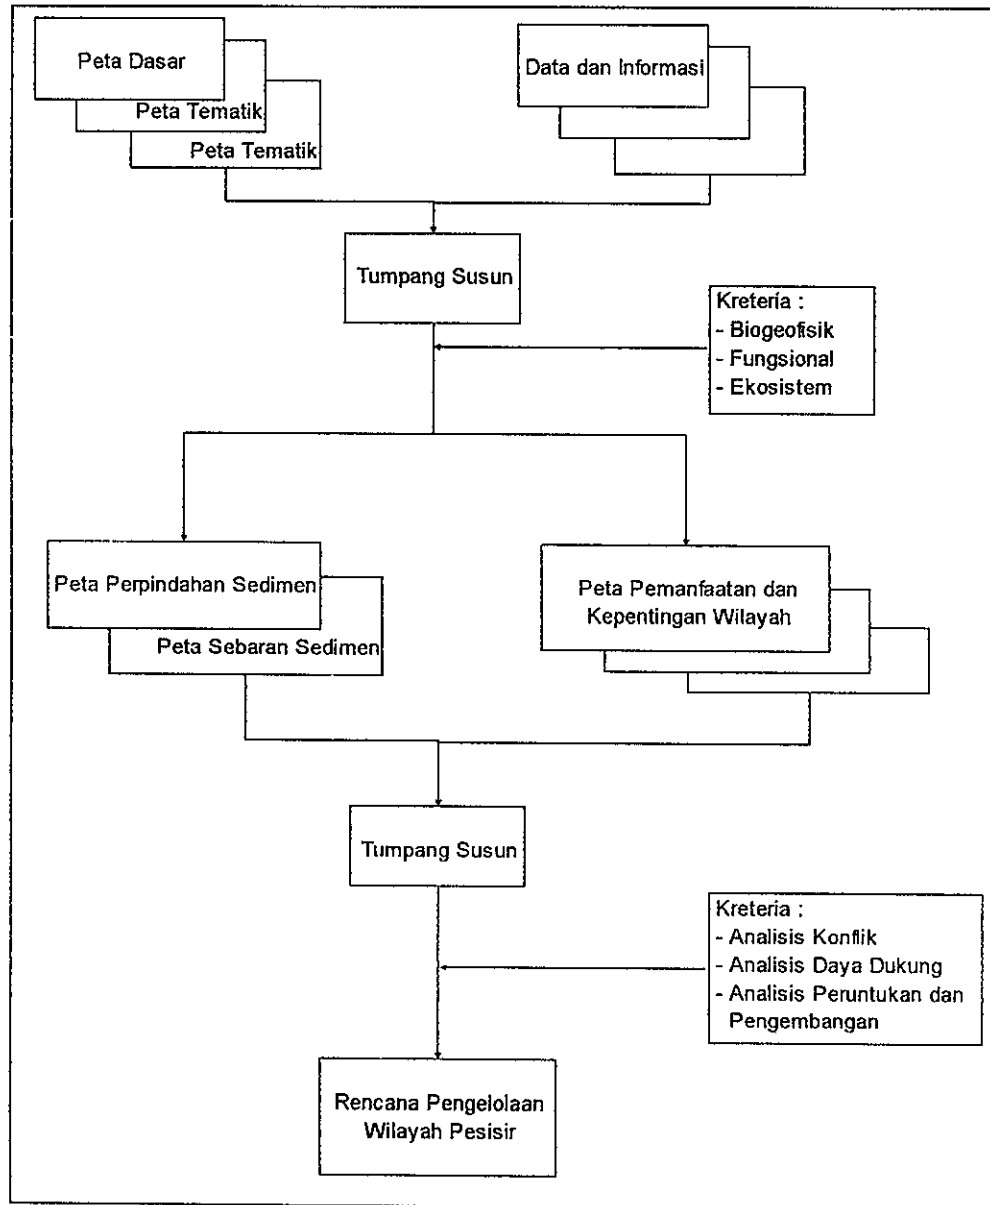 Peta Dasar
Peta Tematik
Peta Tematik
Data dan Informasi
Tumpang Susun
Kreteria :
- Biogeofisik
- Fungsional
- Ekosistem
Peta Perpindahan Sedimen
Peta Sebaran Sedimen
Peta Pemanfaatan dan
Kepentingan Wilayah
Tumpang Susun
Kreteria :
- Analisis Konflik
- Analisis Daya Dukung
- Analisis Peruntukan dan
Pengembangan
Rencana Pengelolaan
Wilayah Pesisir